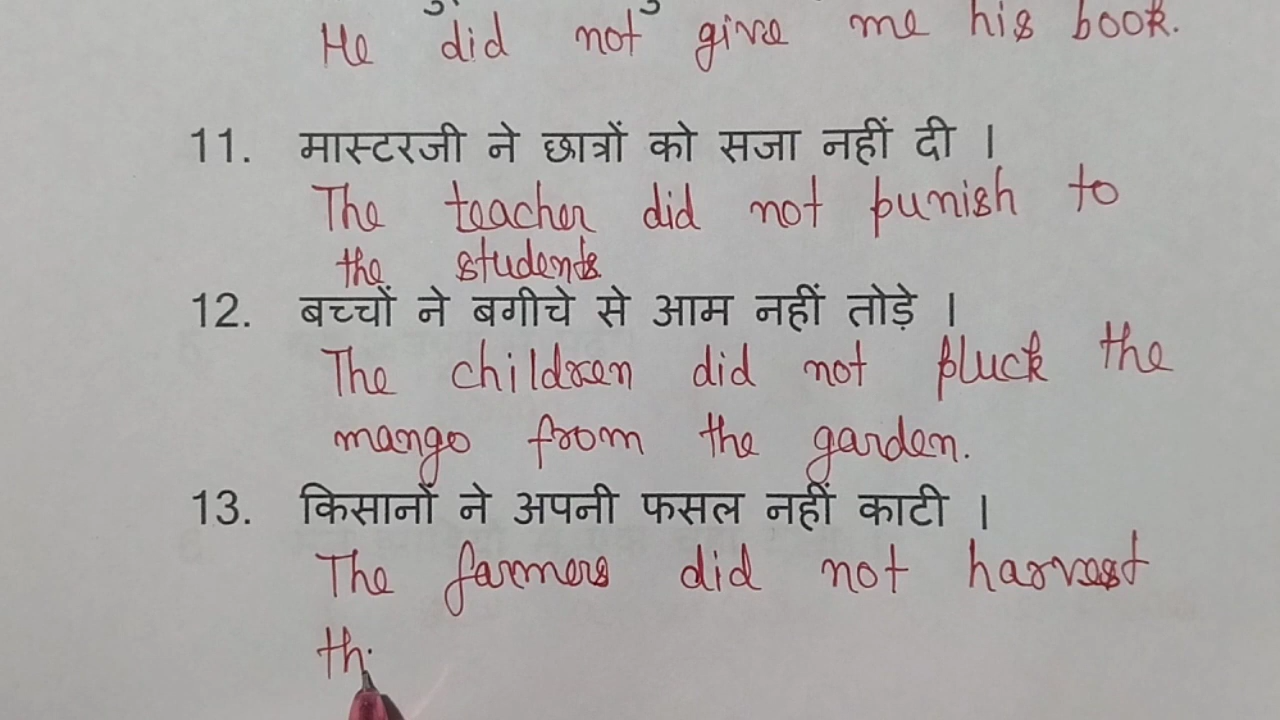 He did not give me his book.
11. मास्टरजी ने छात्रों को सजा नहीं दी ।
The teacher did not punish to
the students
12. बच्चों ने बगीचे से आम नहीं तोड़े ।
The children did not pluck the
mango from the garden.
13. किसानों ने अपनी फसल नहीं काटी ।
The farmers did not harvest
th